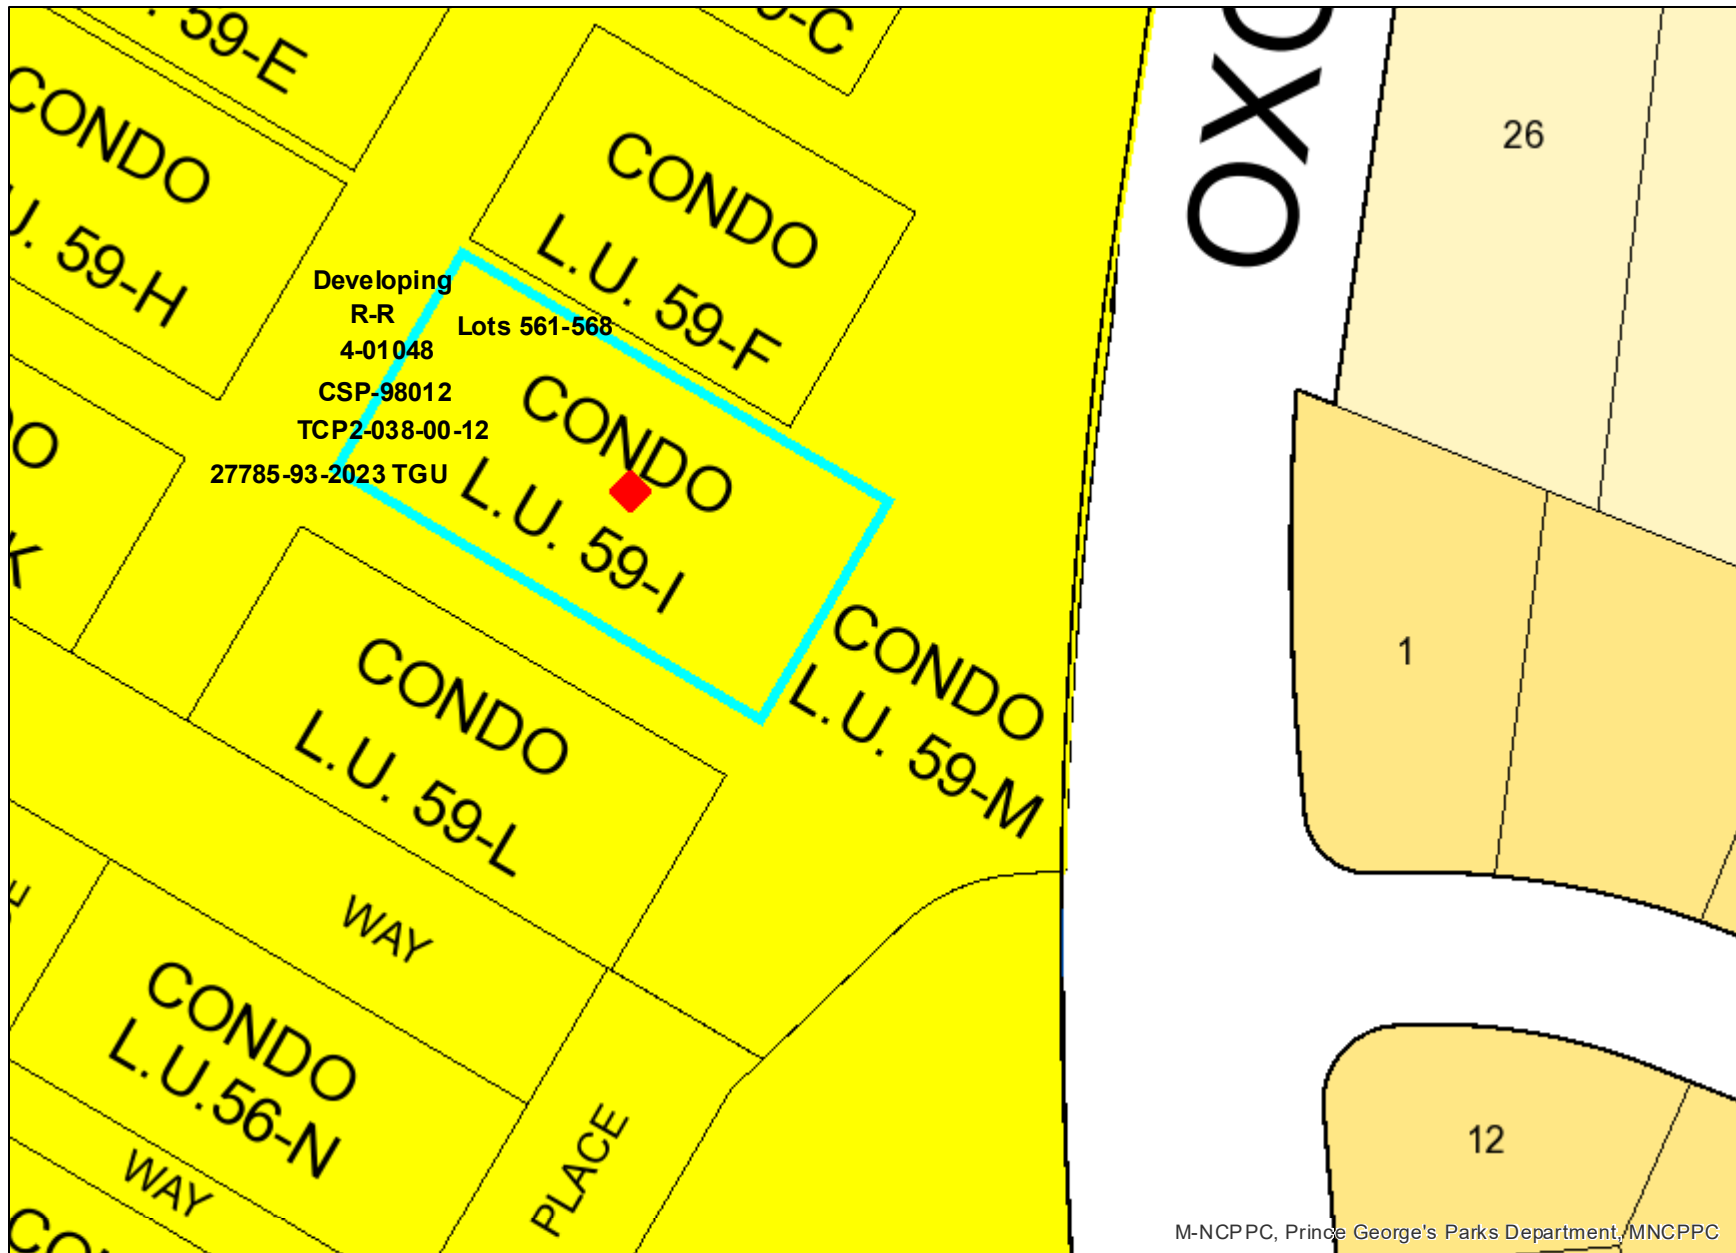 59-E
-C
CONDO
U. 59-H
CONDO
L.U. 59-F
OXO
26
Developing
R-R
4-01048
CSP-98012
TCP2-038-00-12
27785-93-2023 TGU
Lots 561-568
CONDO
L.U. 59-I
K
CONDO
L.U. 59-M
1
CONDO
L.U. 59-L
WAY
CONDO
L.U.56-N
WAY
PLACE
12
M-NCPPC, Prince George's Parks Department, MNCPPC